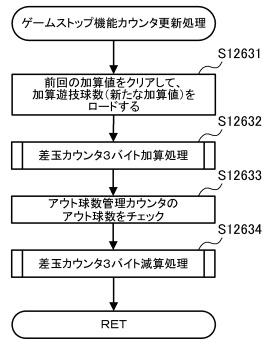 ゲームストップ機能カウンタ更新処理
S12631
前回の加算値をクリアして、
加算遊技球数(新たな加算値)を
ロードする
S12632
差玉カウンタ3バイト加算処理
S12633
アウト球数管理カウンタの
アウト球数をチェック
S12634
差玉カウンタ3バイト減算処理
RET